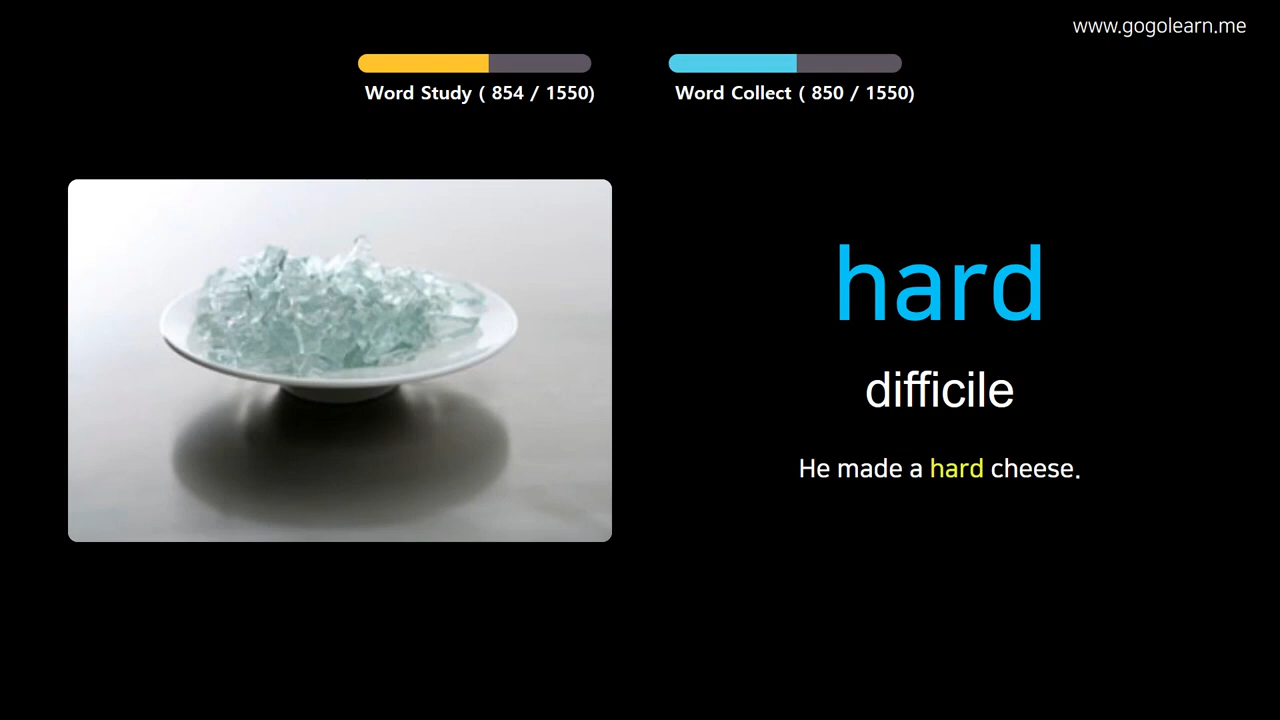 www.gogolearn.me
Word Study ( 854 / 1550)
Word Collect ( 850 / 1550)
hard
difficile
He made a hard cheese.